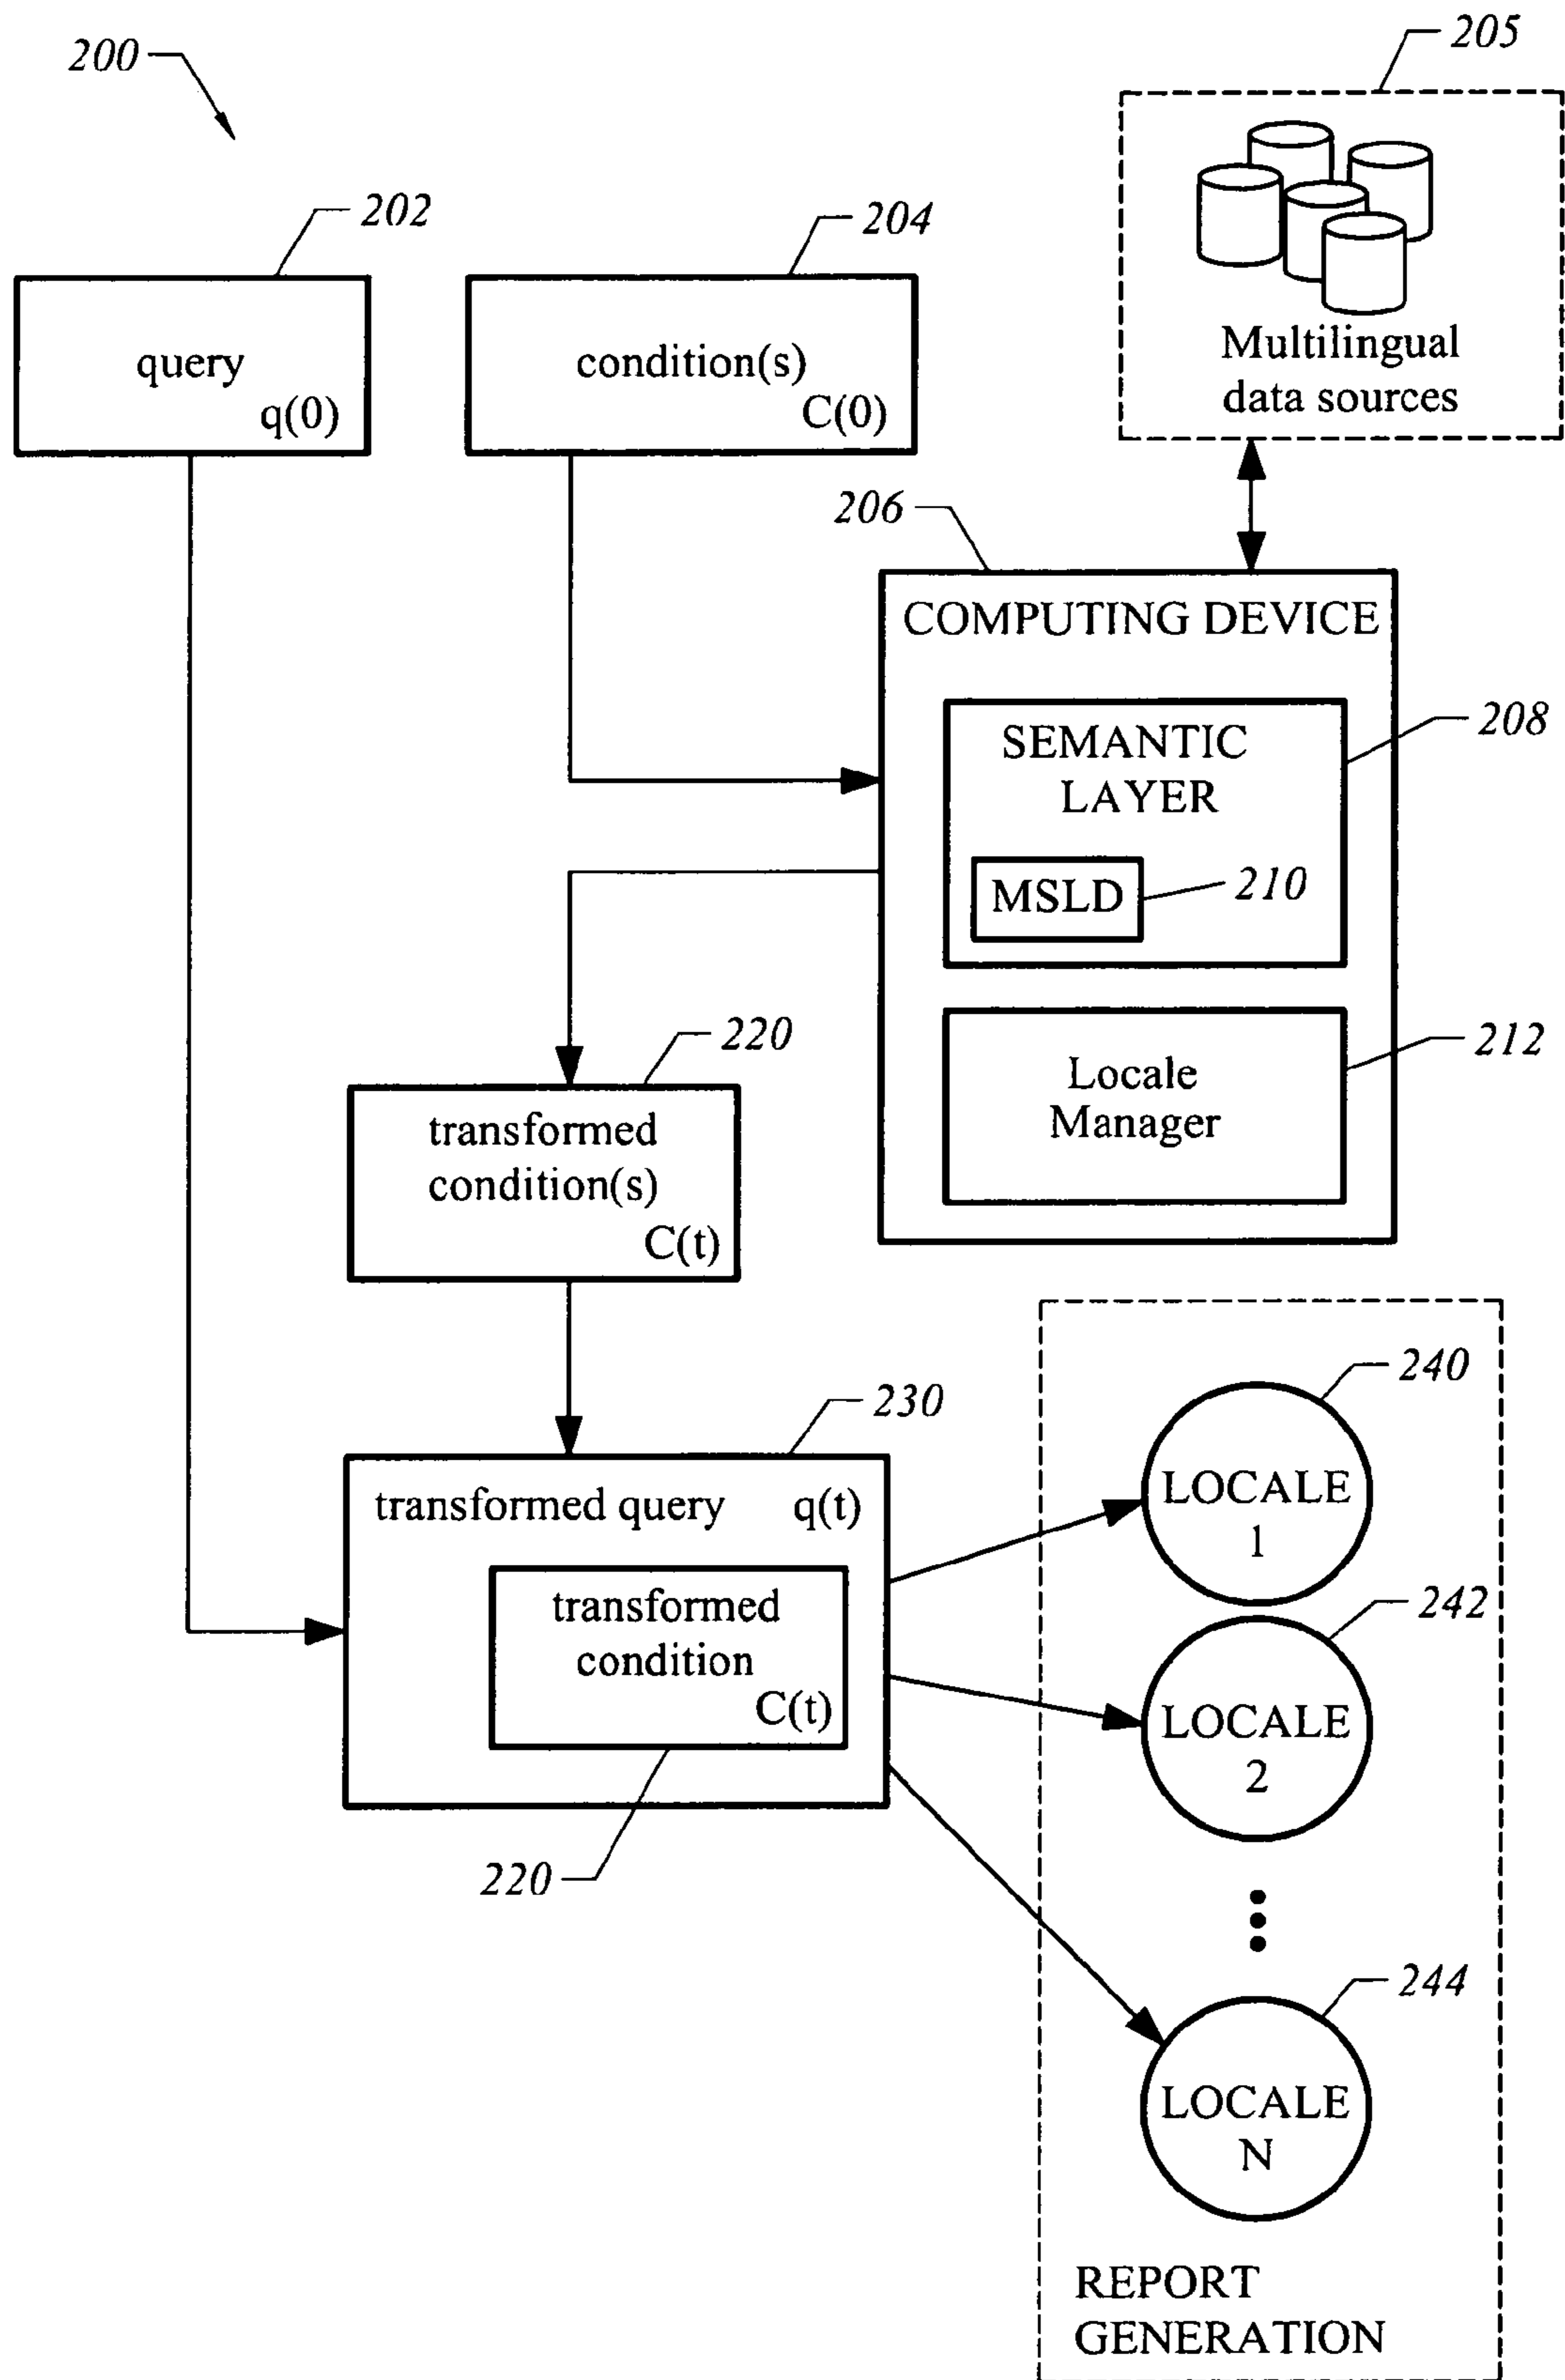 200
205
202
204
query
q(0)
condition(s)
C(0)
Multilingual
data sources
206
COMPUTING DEVICE
SEMANTIC
LAYER
208
MSLD
210
220
212
Locale
Manager
transformed
condition(s)
C(t)
240
230
transformed query q(t)
LOCALE
1
242
transformed
condition
C(t)
LOCALE
2
220
244
LOCALE
N
REPORT
GENERATION